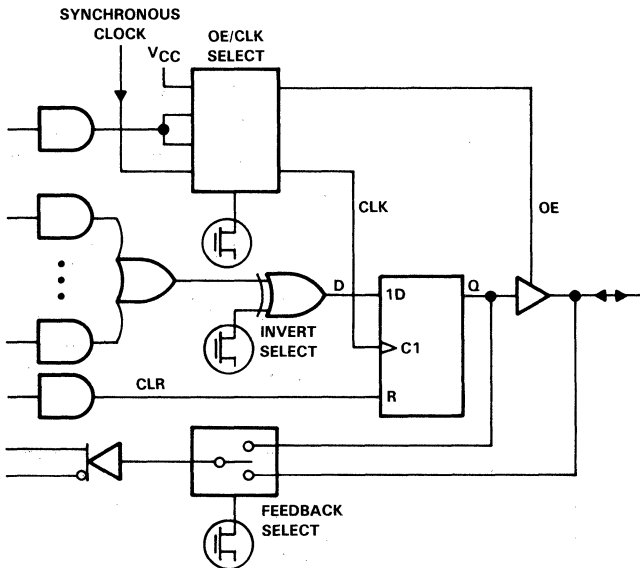 SYNCHRONOUS
CLOCK
VCC
OE/CLK
SELECT
CLK
OE
D
1D
Q
C1
INVERT
SELECT
CLR
R
FEEDBACK
SELECT